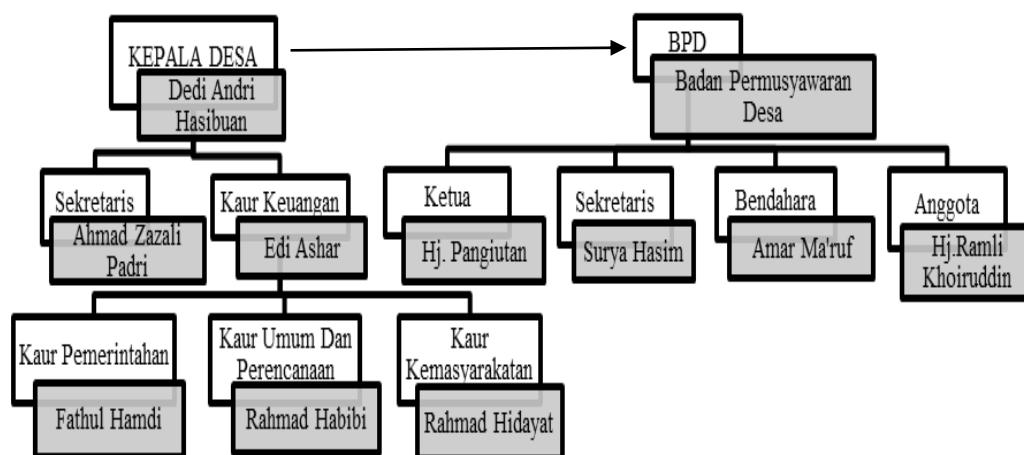 KEPALA DESA
Dedi Andri
Hasibuan
BPD
Badan Permusyawaran
Desa
Sekretaris
Ahmad Zazali
Padri
Kaur Keuangan
Edi Ashar
Ketua
Hj. Pangiutan
Sekretaris
Surya Hasim
Bendahara
Amar Ma'ruf
Anggota
Hj.Ramli
Khoiruddin
Kaur Pemerintahan
Fathul Hamdi
Kaur Umum Dan
Perencanaan
Rahmad Habibi
Kaur
Kemasyarakatan
Rahmad Hidayat